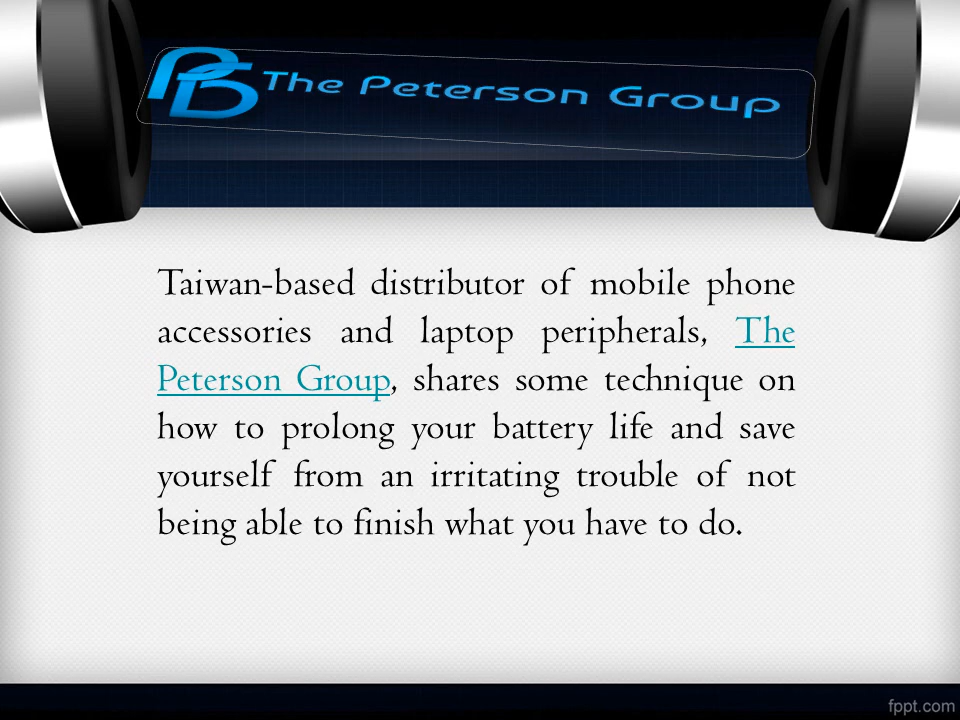 PG The Peterson Group
Taiwan-based distributor of mobile phone
accessories and laptop peripherals, The
Peterson Group, shares some technique on
how to prolong your battery life and save
yourself from an irritating trouble of not
being able to finish what you have to do.
fppt.com